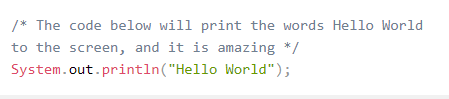 /* The code below will print the words Hello World
to the screen, and it is amazing */
System.out.println("Hello World");